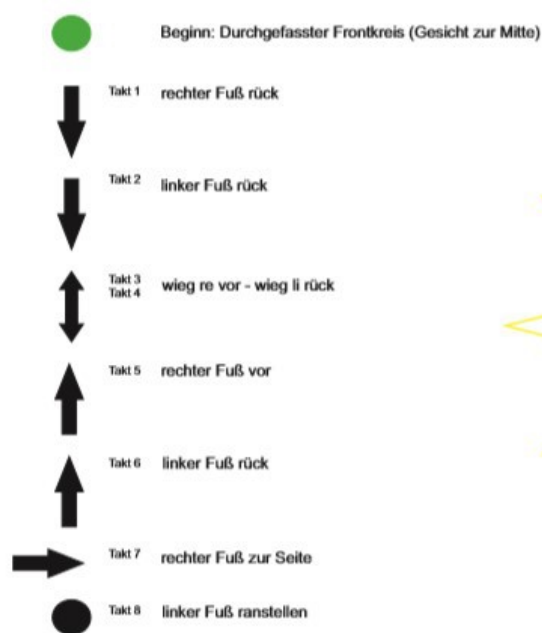 Beginn: Durchgefasster Frontkreis (Gesicht zur Mitte)
Takt 1 rechter Fuß rück
Takt 2 linker Fuß rück
Takt 3
Takt 4 wieg re vor - wieg li rück
Takt 5 rechter Fuß vor
Takt 6 linker Fuß rück
Takt 7 rechter Fuß zur Seite
Takt 8 linker Fuß ranstellen